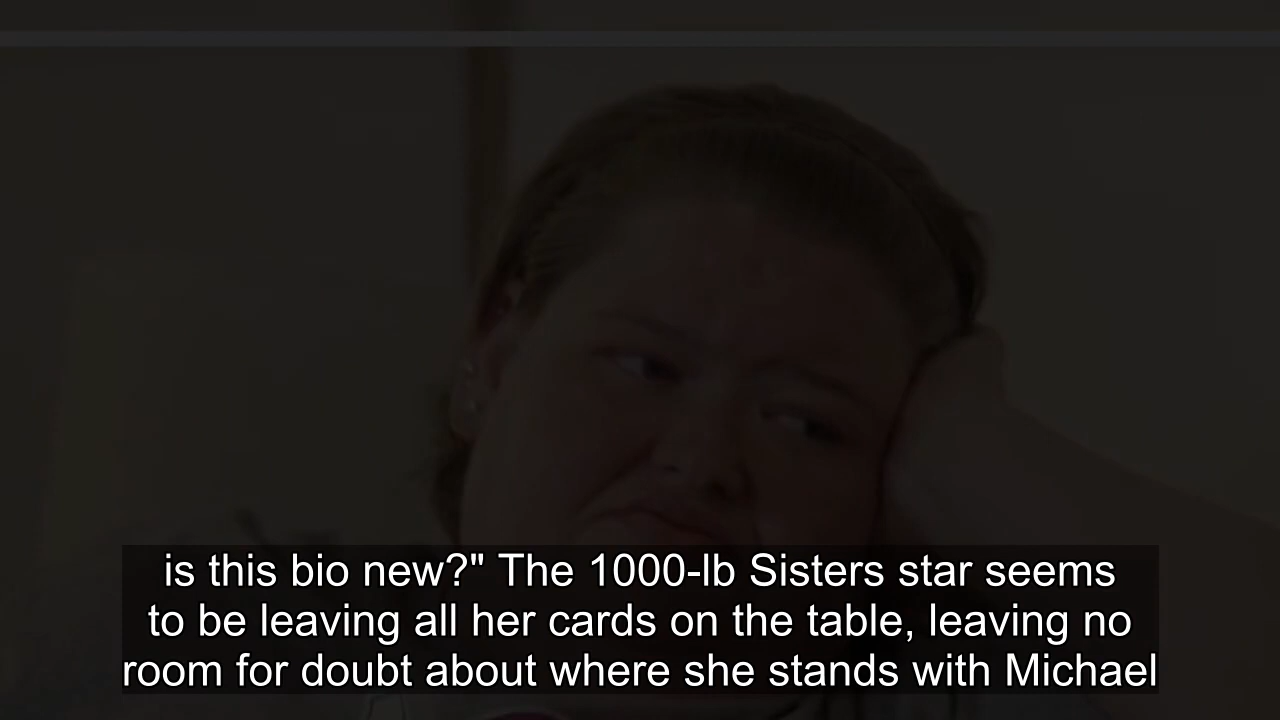 is this bio new?" The 1000-lb Sisters star seems
to be leaving all her cards on the table, leaving no
room for doubt about where she stands with Michael